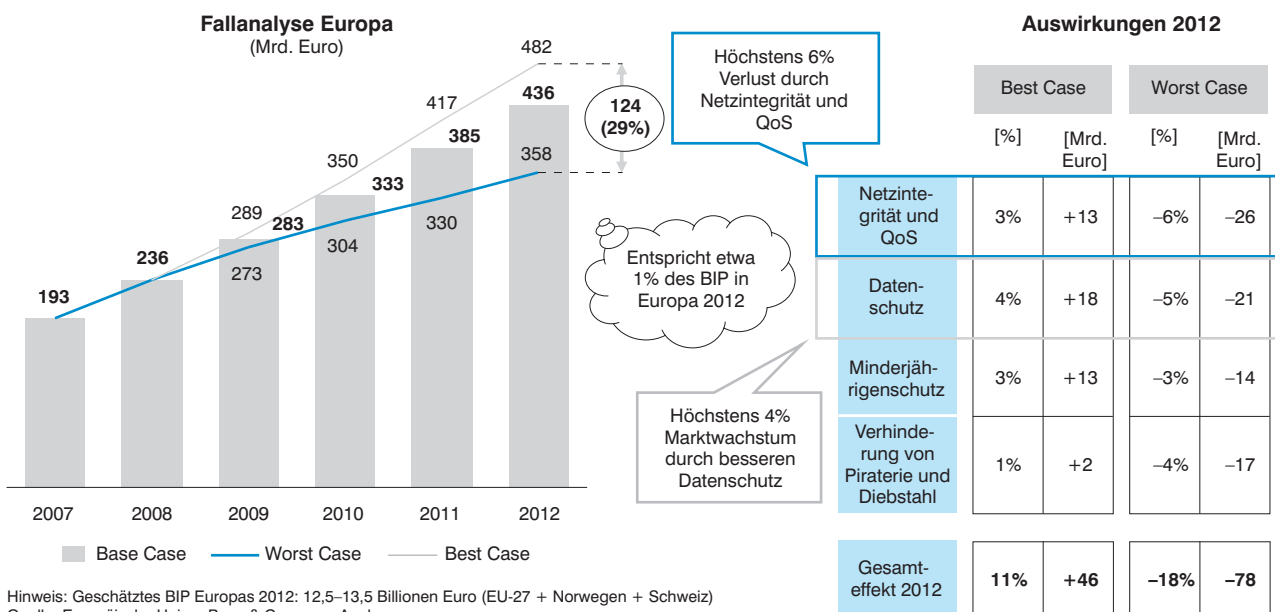 Fallanalyse Europa
(Mrd. Euro)
482
436
417
385
358
350
333
330
304
289
283
273
236
193
124
(29%)
2007 2008 2009 2010 2011 2012
Base Case Worst Case Best Case
Höchstens 6%
Verlust durch
Netzintegrität und
QoS
Entspricht etwa
1% des BIP in
Europa 2012
Höchstens 4%
Marktwachstum
durch besseren
Datenschutz
Auswirkungen 2012
Best Case Worst Case
[%] [Mrd. Euro] [%] [Mrd. Euro]
Netzinte-
grität und
QoS
3% +13 –6% –26
Daten-
schutz
4% +18 –5% –21
Minderjäh-
rigenschutz
3% +13 –3% –14
Verhinde-
rung von
Piraterie und
Diebstahl
1% +2 –4% –17
Gesamt-
effekt 2012
11% +46 –18% –78
Hinweis: Geschätztes BIP Europas 2012: 12,5–13,5 Billionen Euro (EU-27 + Norwegen + Schweiz)